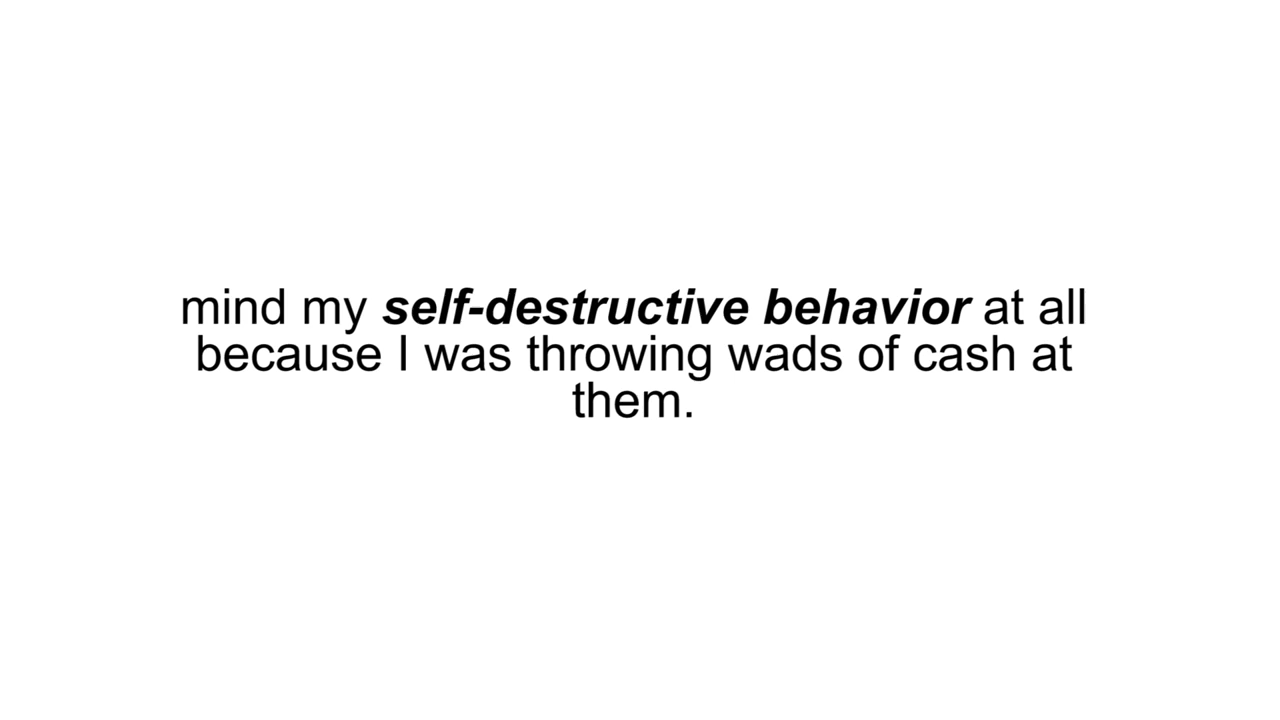 mind my self-destructive behavior at all
because I was throwing wads of cash at
them.